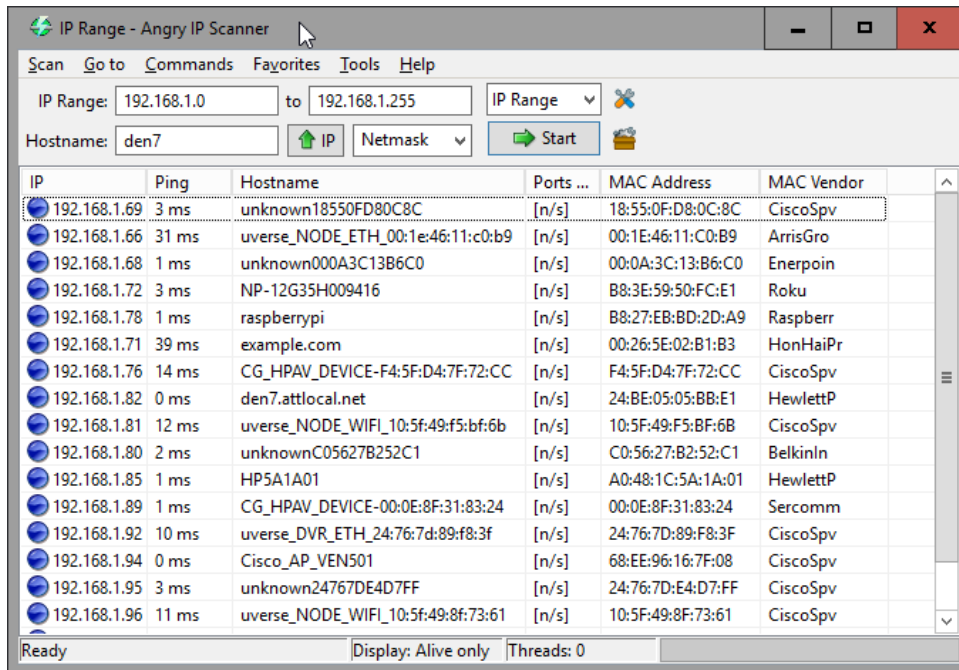 IP Range - Angry IP Scanner
Scan Go to Commands Favorites Tools Help
IP Range: 192.168.1.0 to 192.168.1.255 IP Range
Hostname: den7 IP Netmask Start
IP Ping Hostname Ports ... MAC Address MAC Vendor
192.168.1.69 3 ms unknown18550FD80C8C [n/s] 18:55:0F:D8:0C:8C CiscoSpv
192.168.1.66 31 ms uverse_NODE_ETH_00:1e:46:11:c0:b9 [n/s] 00:1E:46:11:C0:B9 ArrisGro
192.168.1.68 1 ms unknown000A3C13B6C0 [n/s] 00:0A:3C:13:B6:C0 Enerpoin
192.168.1.72 3 ms NP-12G35H009416 [n/s] B8:3E:59:50:FC:E1 Roku
192.168.1.78 1 ms raspberrypi [n/s] B8:27:EB:BD:2D:A9 Raspberr
192.168.1.71 39 ms example.com [n/s] 00:26:5E:02:B1:B3 HonHaiPr
192.168.1.76 14 ms CG_HPAV_DEVICE-F4:5F:D4:7F:72:CC [n/s] F4:5F:D4:7F:72:CC CiscoSpv
192.168.1.82 0 ms den7.attlocal.net [n/s] 24:BE:05:05:BB:E1 HewlettP
192.168.1.81 12 ms uverse_NODE_WIFI_10:5f:49:f5:bf:6b [n/s] 10:5F:49:F5:BF:6B CiscoSpv
192.168.1.80 2 ms unknownC05627B252C1 [n/s] C0:56:27:B2:52:C1 BelkinIn
192.168.1.85 1 ms HP5A1A01 [n/s] A0:48:1C:5A:1A:01 HewlettP
192.168.1.89 1 ms CG_HPAV_DEVICE-00:0E:8F:31:83:24 [n/s] 00:0E:8F:31:83:24 Sercomm
192.168.1.92 10 ms uverse_DVR_ETH_24:76:7d:89:f8:3f [n/s] 24:76:7D:89:F8:3F CiscoSpv
192.168.1.94 0 ms Cisco_AP_VEN501 [n/s] 68:EE:96:16:7F:08 CiscoSpv
192.168.1.95 3 ms unknown24767DE4D7FF [n/s] 24:76:7D:E4:D7:FF CiscoSpv
192.168.1.96 11 ms uverse_NODE_WIFI_10:5f:49:8f:73:61 [n/s] 10:5F:49:8F:73:61 CiscoSpv
Ready Display: Alive only Threads: 0